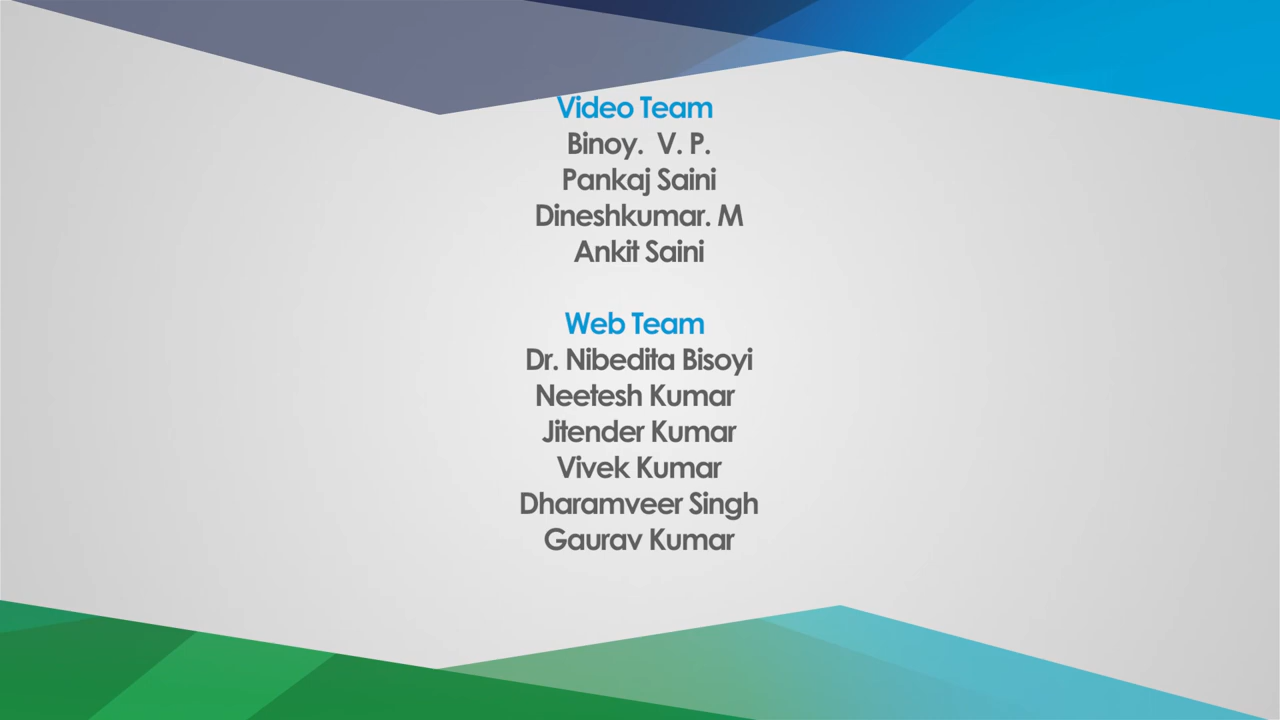 Video Team
Binoy.  V. P.
Pankaj Saini
Dineshkumar. M
Ankit Saini
Web Team
Dr. Nibedita Bisoyi
Neetesh Kumar
Jitender Kumar
Vivek Kumar
Dharamveer Singh
Gaurav Kumar